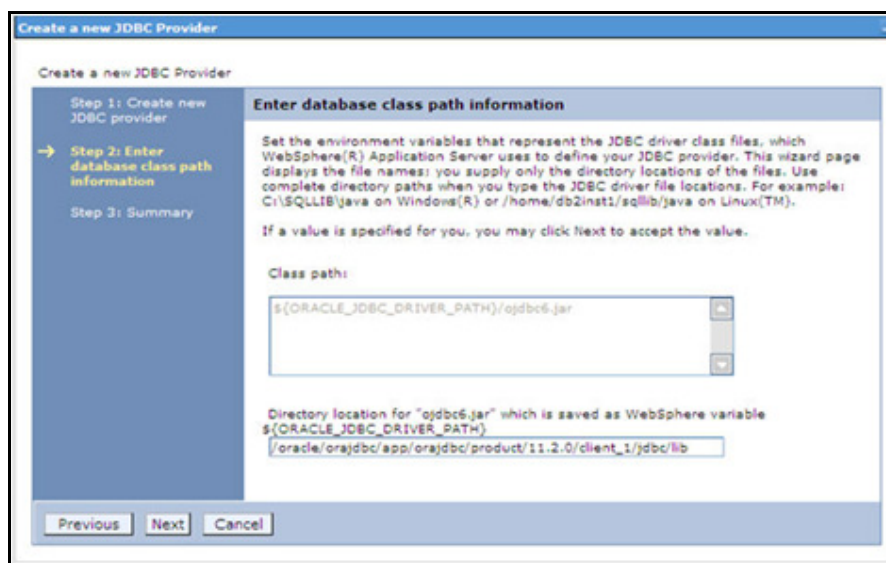 Create a new JDBC Provider
Create a new JDBC Provider
Step 1: Create new
JDBC provider
Step 2: Enter
database class path
information
Step 3: Summary
Enter database class path information
Set the environment variables that represent the JDBC driver class files, which
WebSphere(R) Application Server uses to define your JDBC provider. This wizard page
displays the file names; you supply only the directory locations of the files. Use
complete directory paths when you type the JDBC driver file locations. For example:
C:\SQLLIB\java on Windows(R) or /home/db2inst1/sqllib/java on Linux(TM).
If a value is specified for you, you may click Next to accept the value.
Class path:
${ORACLE_JDBC_DRIVER_PATH}/ojdbc6.jar
Directory location for "ojdbc6.jar" which is saved as WebSphere variable
${ORACLE_JDBC_DRIVER_PATH}
/oracle/orajdbc/app/orajdbc/product/11.2.0/client_1/jdbc/lib
Previous Next Cancel